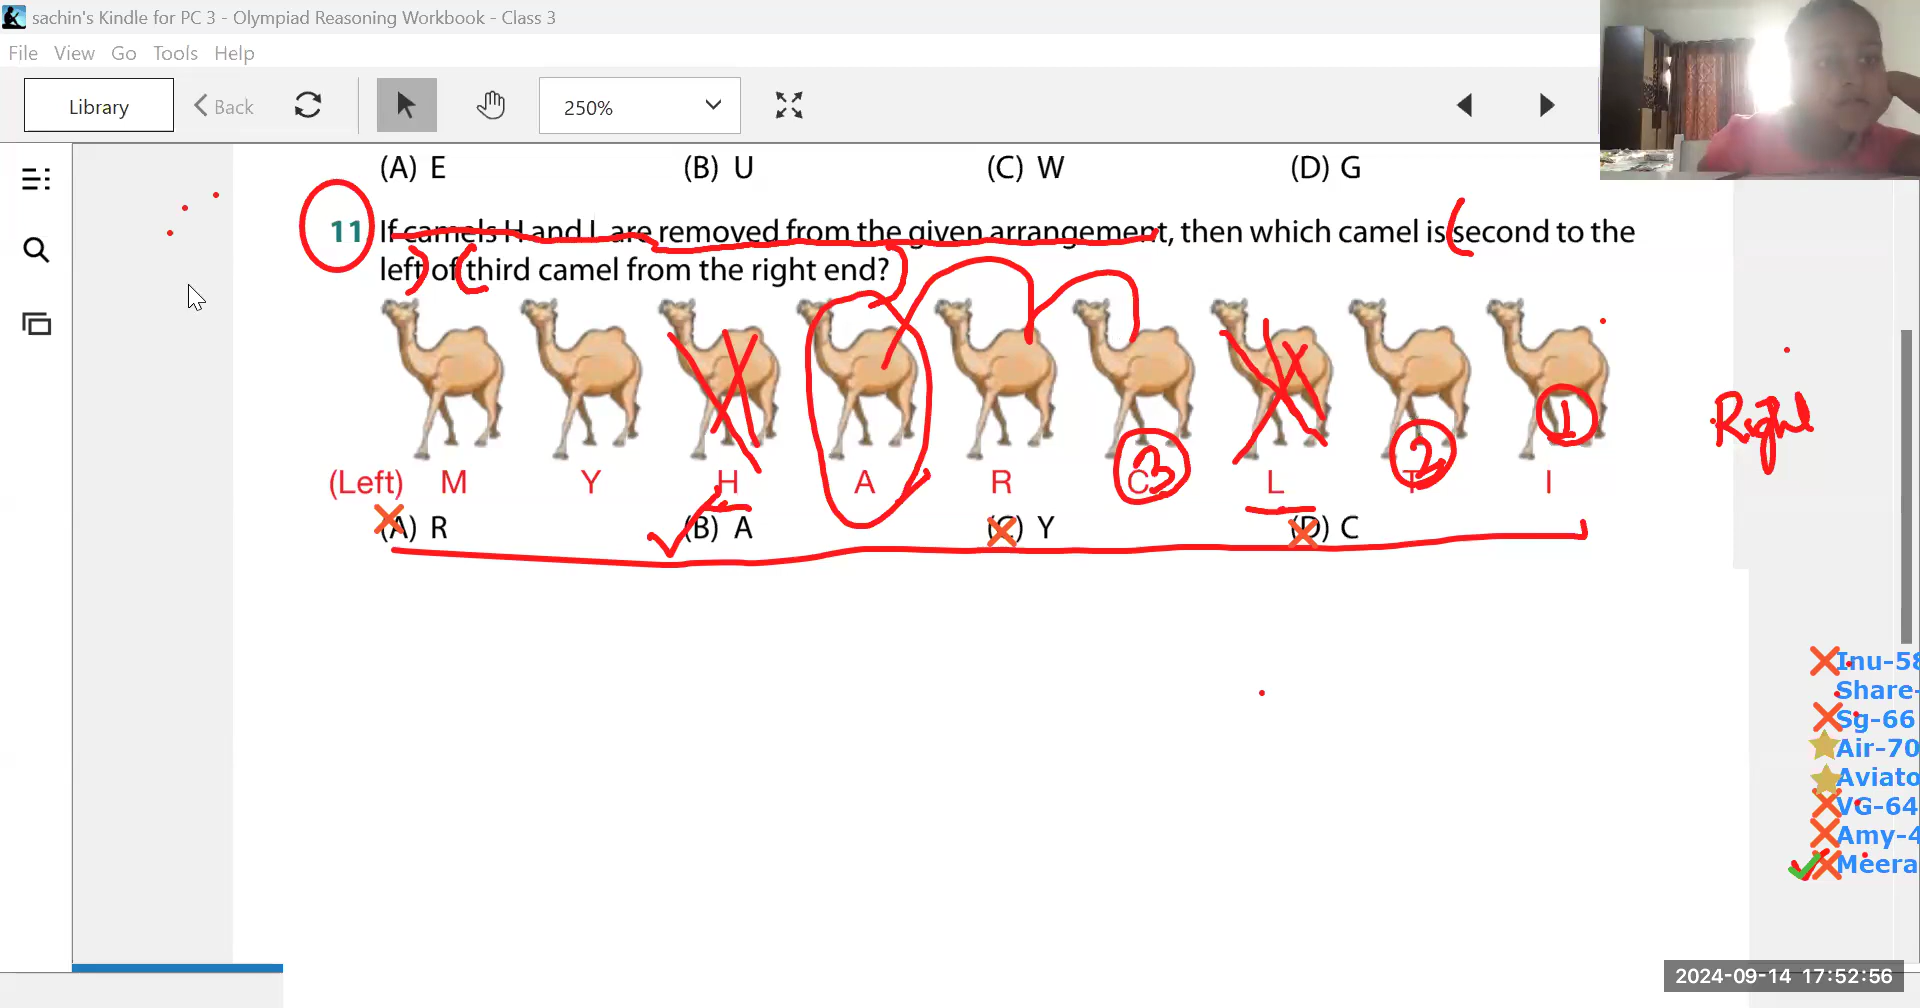 sachin's Kindle for PC 3 - Olympiad Reasoning Workbook - Class 3
File View Go Tools Help
Library Back 250%
(A) E (B) U (C) W (D) G
11 If camels H and L are removed from the given arrangement, then which camel is second to the
left of third camel from the right end?
1
Right
2
3
(Left) M Y H A R C L T I
(A) R (B) A (C) Y (D) C
Inu-58
Share-
Sg-66
Air-70
Aviato
VG-64
Amy-4
Meera
2024-09-14 17:52:56